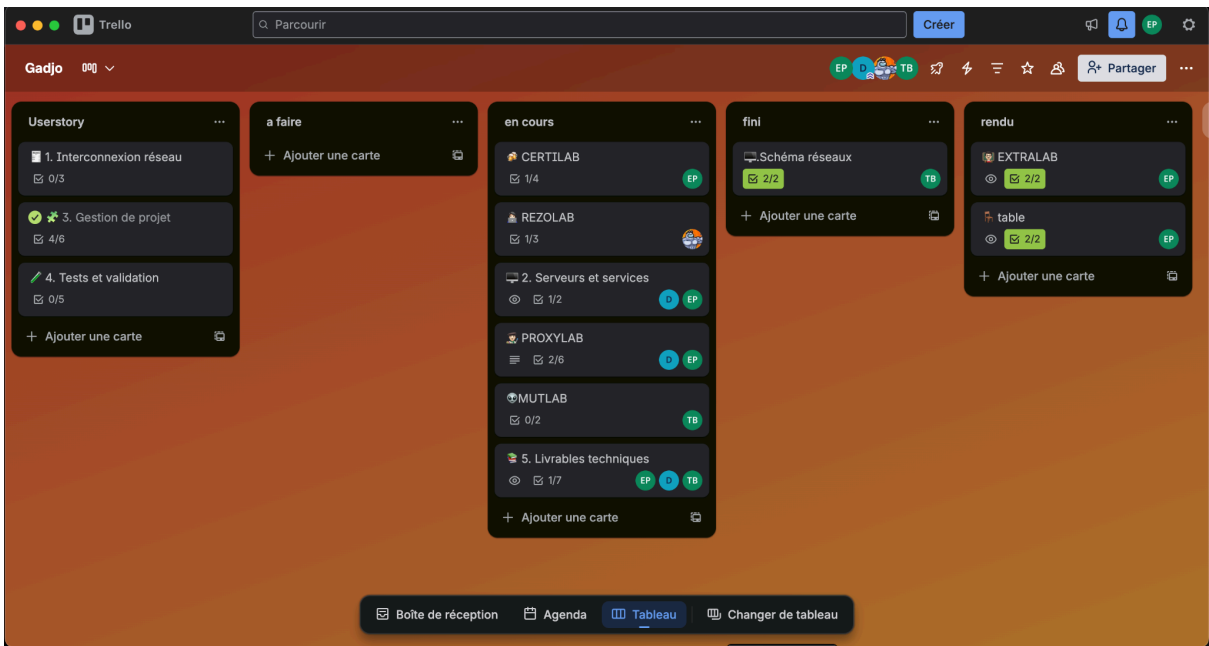 Trello
Parcourir
Créer
EP
Gadjo
EP D TB
Partager
Userstory
1. Interconnexion réseau
0/3
3. Gestion de projet
4/6
4. Tests et validation
0/5
+ Ajouter une carte
a faire
+ Ajouter une carte
en cours
CERTILAB
1/4 EP
REZOLAB
1/3
2. Serveurs et services
1/2 D EP
PROXYLAB
2/6 D EP
MUTLAB
0/2 TB
5. Livrables techniques
1/7 EP D TB
+ Ajouter une carte
fini
.Schéma réseaux
2/2 TB
+ Ajouter une carte
rendu
EXTRALAB
2/2 EP
table
2/2 EP
+ Ajouter une carte
Boîte de réception
Agenda
Tableau
Changer de tableau